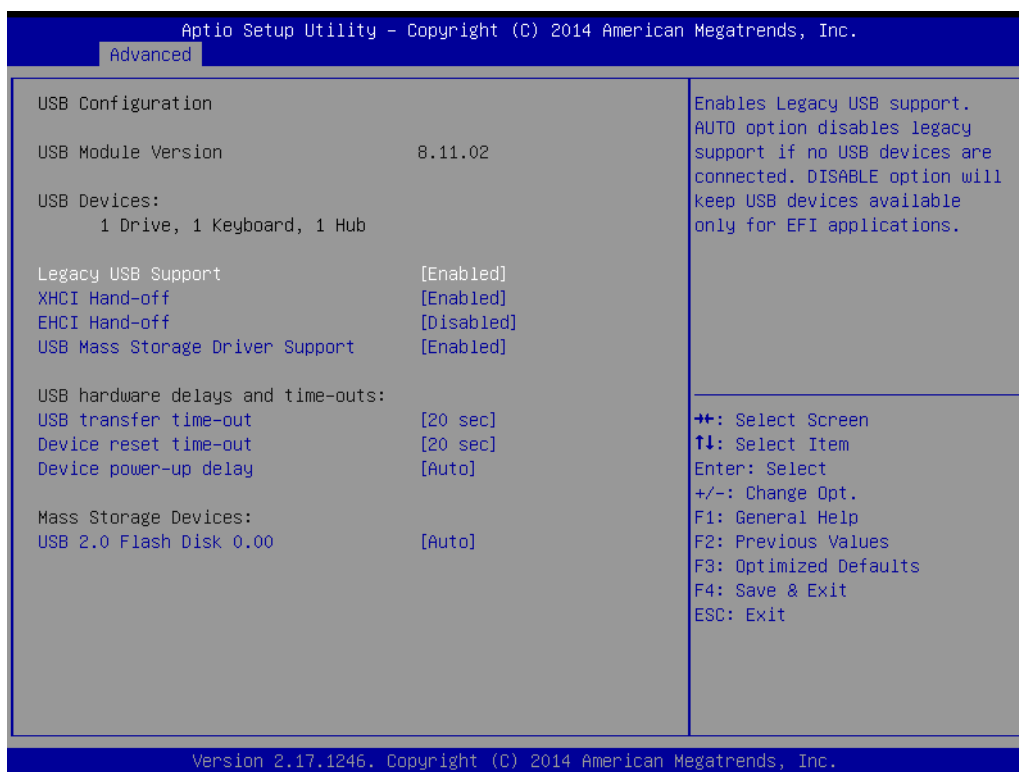 Aptio Setup Utility – Copyright (C) 2014 American Megatrends, Inc.
Advanced
USB Configuration
USB Module Version 8.11.02
USB Devices:
1 Drive, 1 Keyboard, 1 Hub
Legacy USB Support [Enabled]
XHCI Hand-off [Enabled]
EHCI Hand-off [Disabled]
USB Mass Storage Driver Support [Enabled]
USB hardware delays and time-outs:
USB transfer time-out [20 sec]
Device reset time-out [20 sec]
Device power-up delay [Auto]
Mass Storage Devices:
USB 2.0 Flash Disk 0.00 [Auto]
Enables Legacy USB support.
AUTO option disables legacy
support if no USB devices are
connected. DISABLE option will
keep USB devices available
only for EFI applications.
→←: Select Screen
↑↓: Select Item
Enter: Select
+/-: Change Opt.
F1: General Help
F2: Previous Values
F3: Optimized Defaults
F4: Save & Exit
ESC: Exit
Version 2.17.1246. Copyright (C) 2014 American Megatrends, Inc.